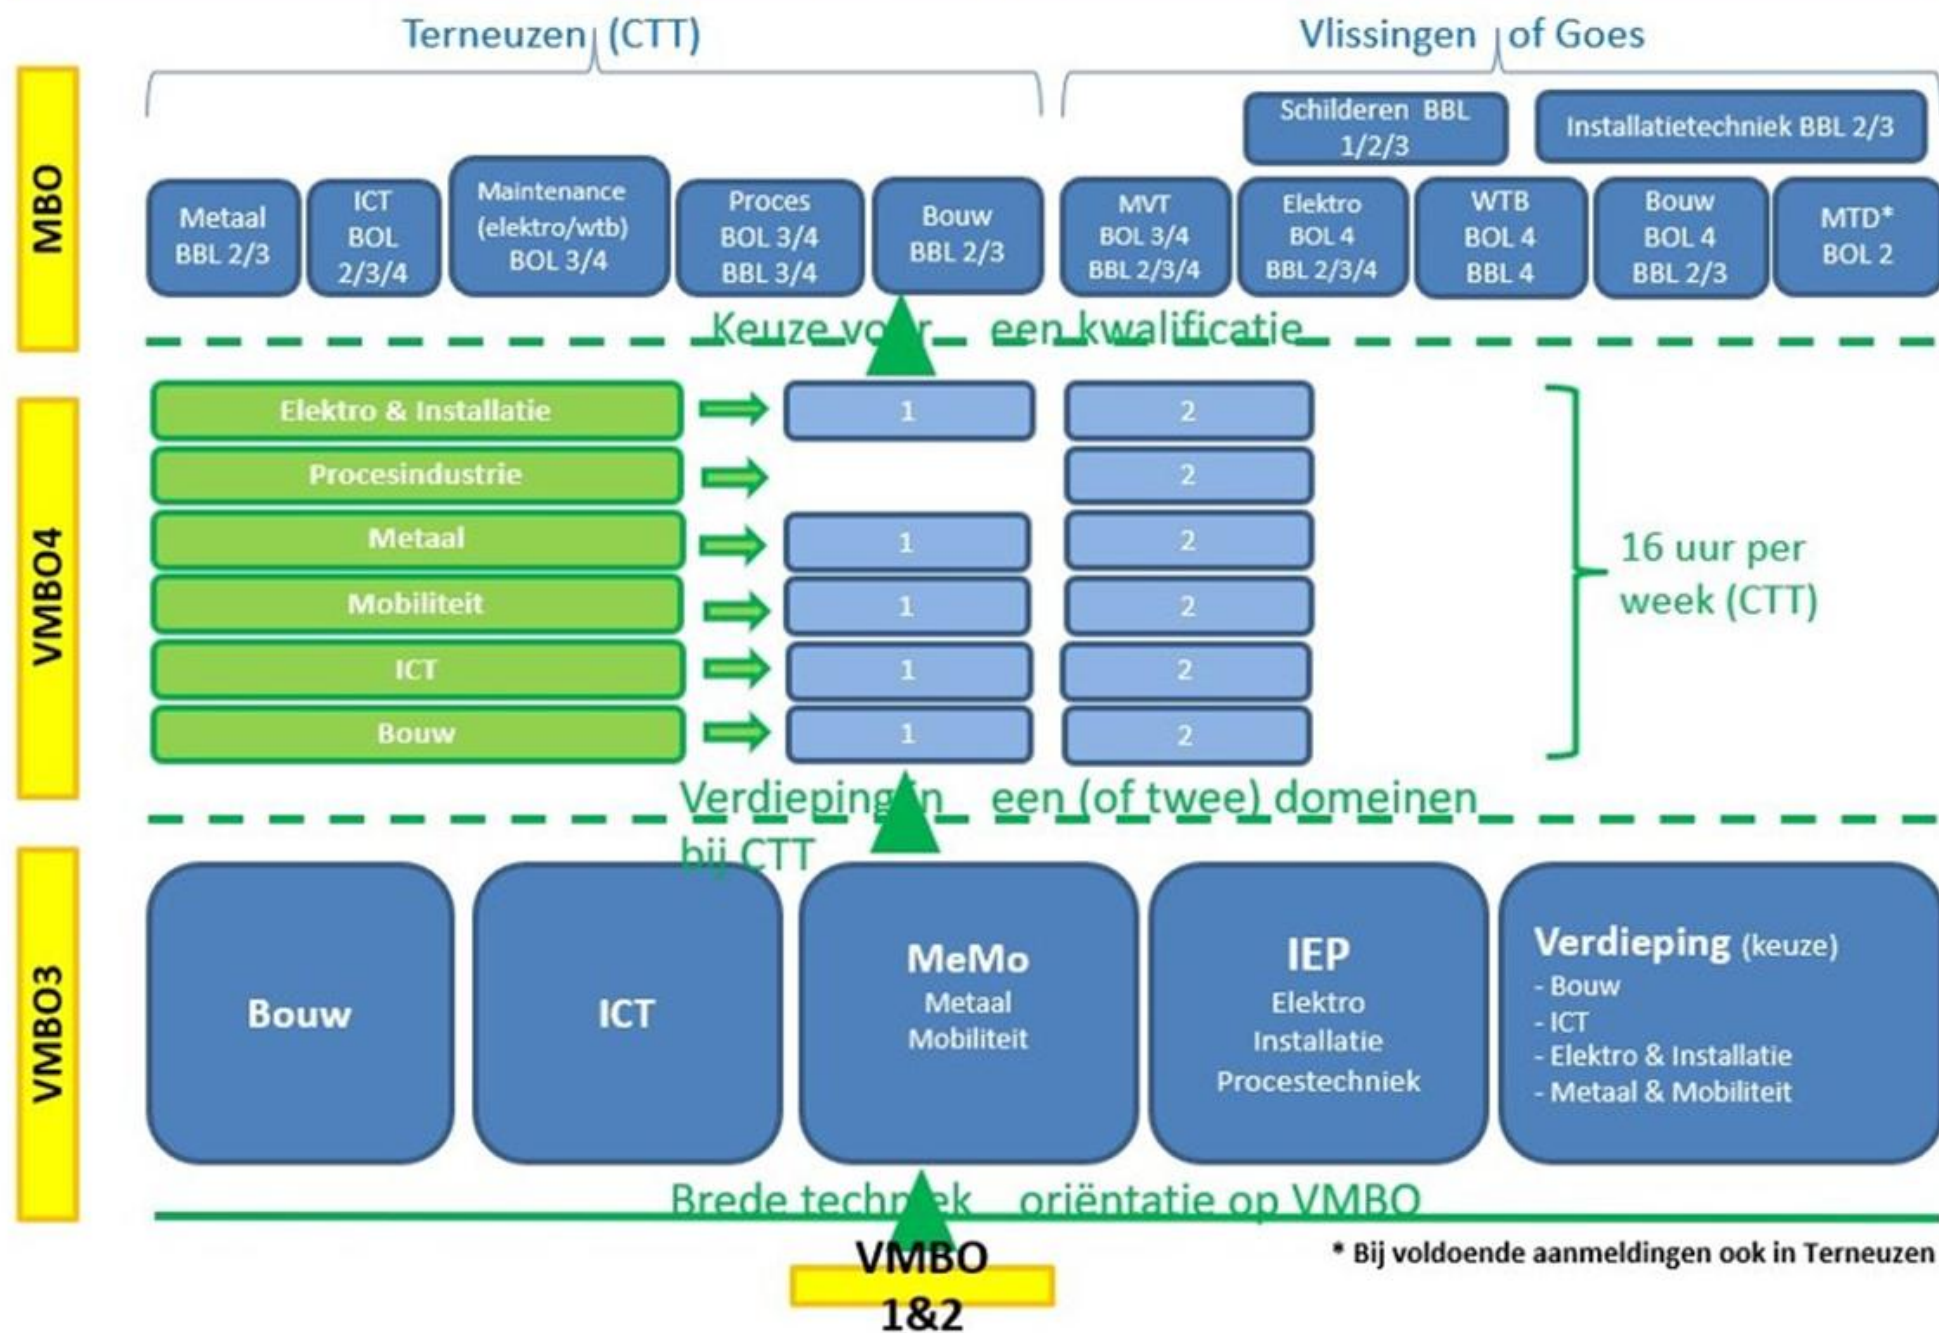 Terneuzen (CTT)
Vlissingen of Goes
MBO
Schilderen BBL
1/2/3
Installatietechniek BBL 2/3
Metaal
BBL 2/3
ICT
BOL
2/3/4
Maintenance
(elektro/wtb)
BOL 3/4
Proces
BOL 3/4
BBL 3/4
Bouw
BBL 2/3
MVT
BOL 3/4
BBL 2/3/4
Elektro
BOL 4
BBL 2/3/4
WTB
BOL 4
BBL 4
Bouw
BOL 4
BBL 2/3
MTD*
BOL 2
Keuze voor een kwalificatie
VMBO4
Elektro & Installatie
1
2
Procesindustrie
2
Metaal
1
2
Mobiliteit
1
2
ICT
1
2
Bouw
1
2
16 uur per
week (CTT)
Verdieping in een (of twee) domeinen
bij CTT
VMBO3
Bouw
ICT
MeMo
Metaal
Mobiliteit
IEP
Elektro
Installatie
Procestechniek
Verdieping (keuze)
- Bouw
- ICT
- Elektro & Installatie
- Metaal & Mobiliteit
Brede techniek oriëntatie op VMBO
VMBO
1&2
* Bij voldoende aanmeldingen ook in Terneuzen